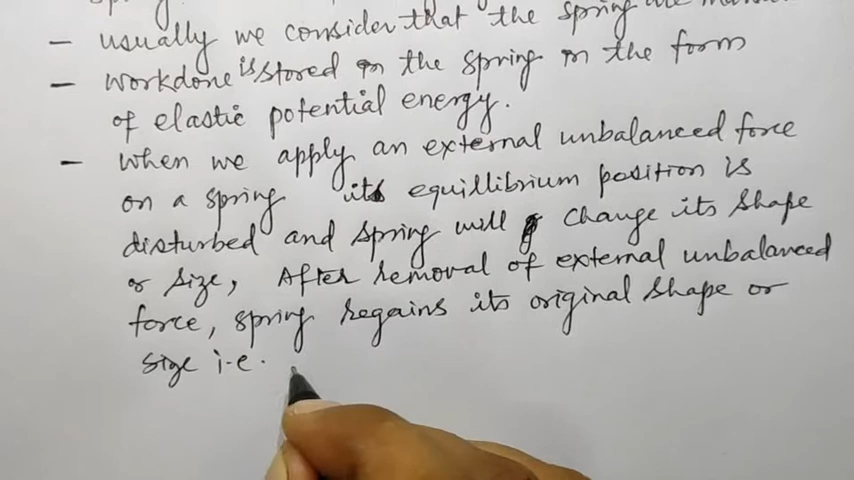 spring.
- usually we consider that the spring are
- workdone is stored in the spring in the form
of elastic potential energy.
- when we apply an external unbalanced force
on a spring its equillibrium position is
disturbed and spring will change its shape
or size, After removal of external unbalanced
force, spring regains its original shape or
size i.e.